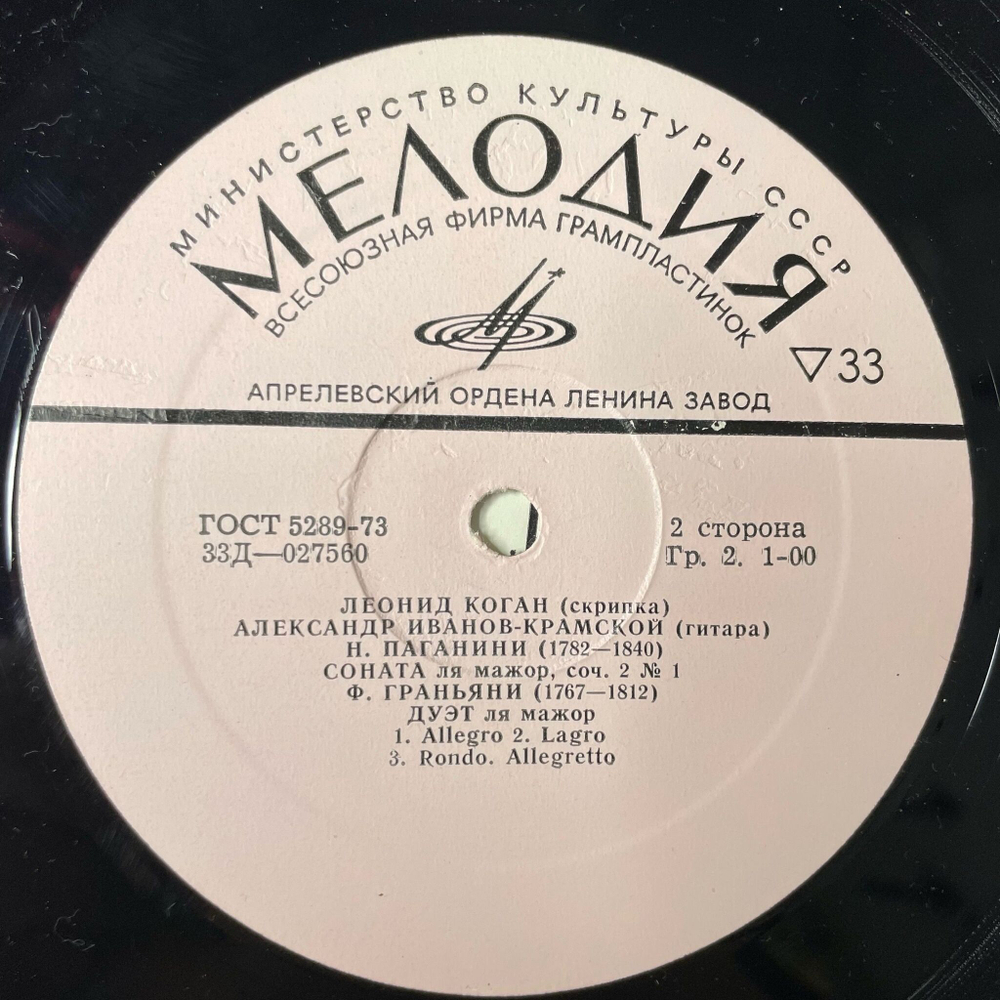 МИНИСТЕРСТВО КУЛЬТУРЫ СССР
МЕЛОДИЯ
ВСЕСОЮЗНАЯ ФИРМА ГРАМПЛАСТИНОК
▽33
АПРЕЛЕВСКИЙ ОРДЕНА ЛЕНИНА ЗАВОД
ГОСТ 5289-73
33Д—027560
2 сторона
Гр. 2. 1-00
ЛЕОНИД КОГАН (скрипка)
АЛЕКСАНДР ИВАНОВ-КРАМСКОЙ (гитара)
Н. ПАГАНИНИ (1782—1840)
СОНАТА ля мажор, соч. 2 № 1
Ф. ГРАНЬЯНИ (1767—1812)
ДУЭТ ля мажор
1. Allegro 2. Lagro
3. Rondo. Allegretto